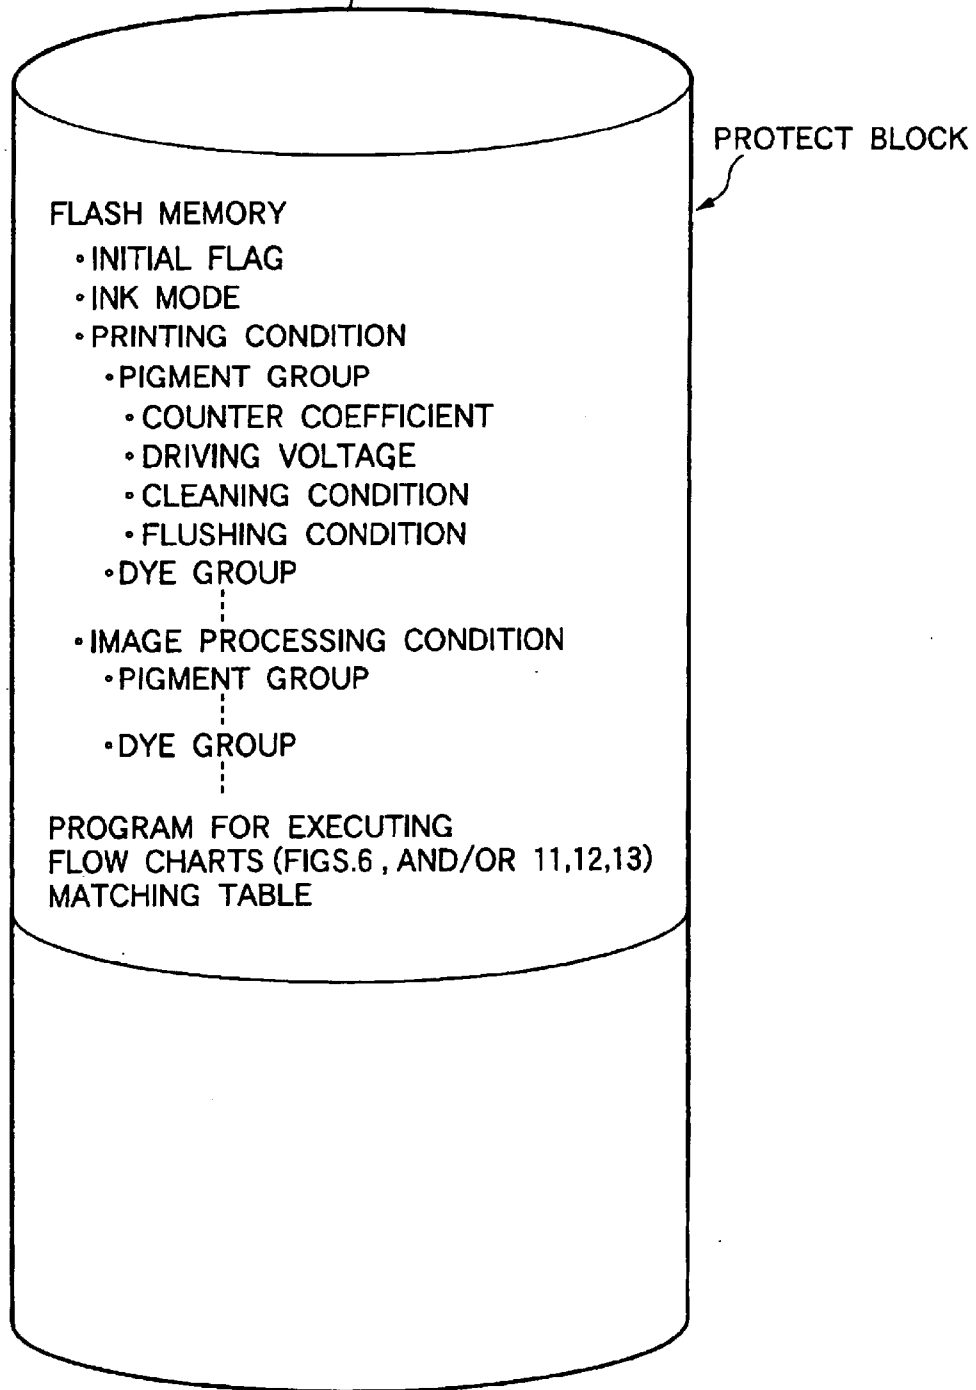 PROTECT BLOCK
FLASH MEMORY
•INITIAL FLAG
•INK MODE
•PRINTING CONDITION
•PIGMENT GROUP
•COUNTER COEFFICIENT
•DRIVING VOLTAGE
•CLEANING CONDITION
•FLUSHING CONDITION
•DYE GROUP
•IMAGE PROCESSING CONDITION
•PIGMENT GROUP
•DYE GROUP
PROGRAM FOR EXECUTING
FLOW CHARTS (FIGS.6, AND/OR 11,12,13)
MATCHING TABLE